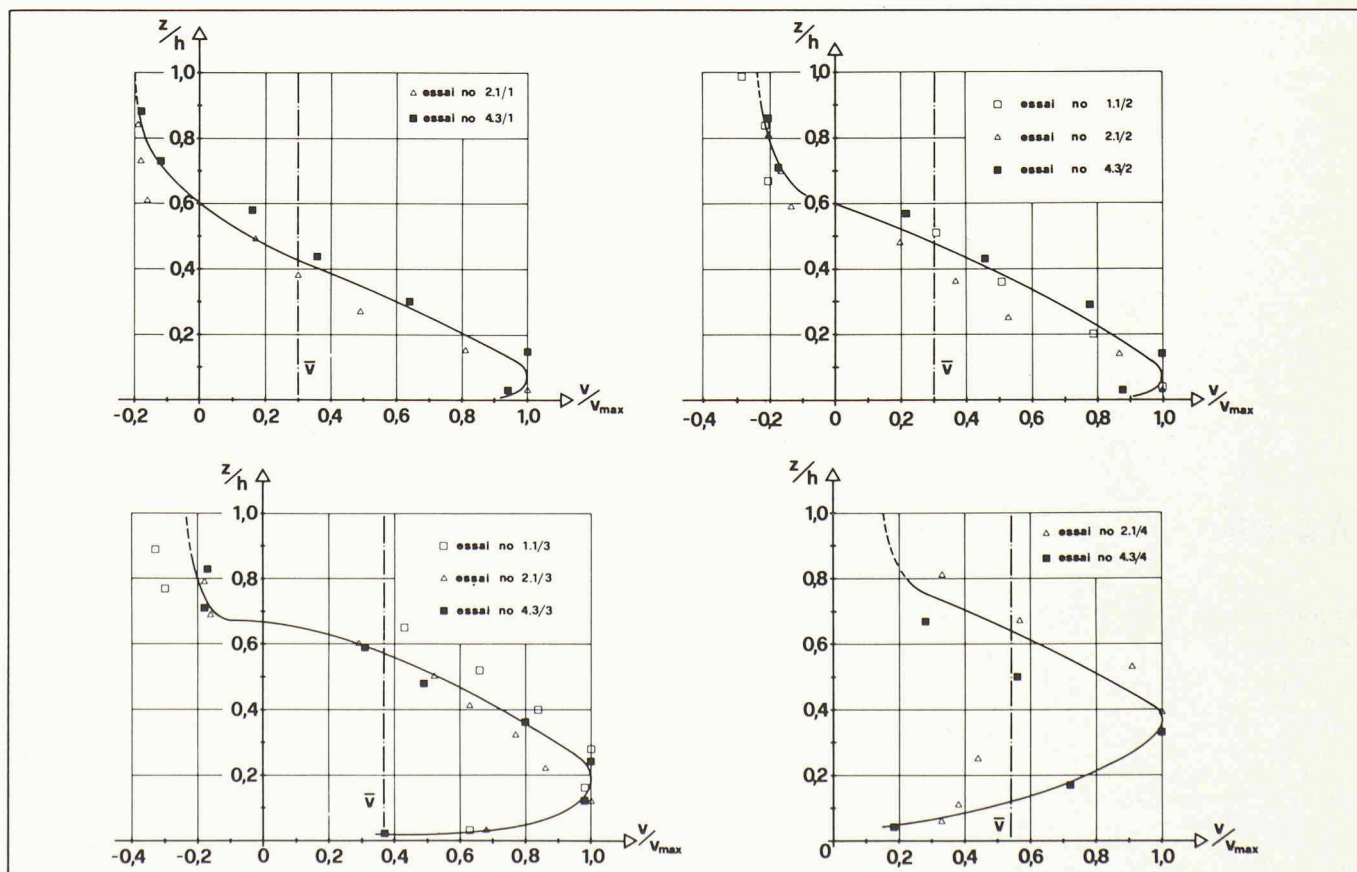 z/h
1,0
0,8
0,6
0,4
0,2
-0,2 0 0,2 0,4 0,6 0,8 1,0
v/vmax
v̅
△ essai no 2.1/1
■ essai no 4.3/1
z/h
1,0
0,8
0,6
0,4
0,2
-0,4 -0,2 0 0,2 0,4 0,6 0,8 1,0
v/vmax
v̅
□ essai no 1.1/2
△ essai no 2.1/2
■ essai no 4.3/2
z/h
1,0
0,8
0,6
0,4
0,2
-0,4 -0,2 0 0,2 0,4 0,6 0,8 1,0
v/vmax
v̅
□ essai no 1.1/3
△ essai no 2.1/3
■ essai no 4.3/3
z/h
1,0
0,8
0,6
0,4
0,2
0 0,2 0,4 0,6 0,8 1,0
v/vmax
v̅
△ essai no 2.1/4
■ essai no 4.3/4